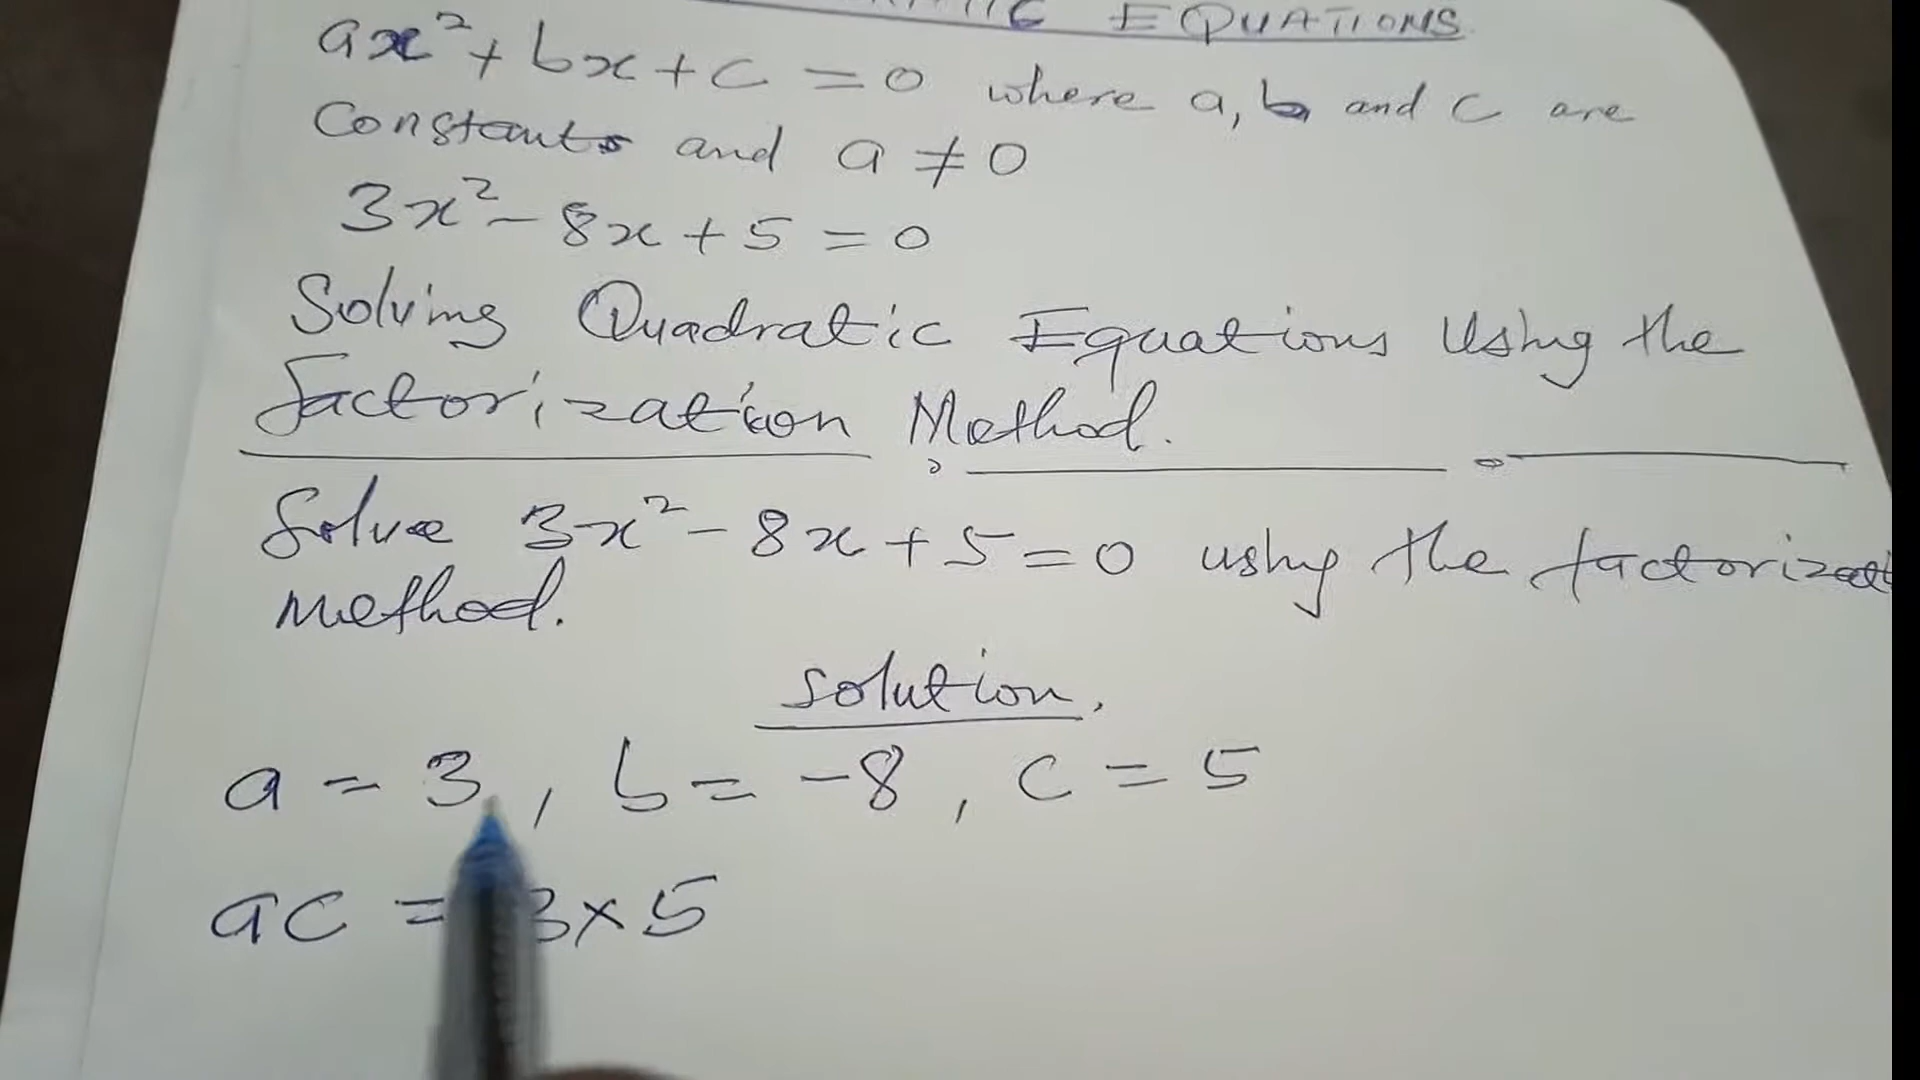 EQUATIONS
ax² + bx + c = 0 where a, b and c are
Constants and a ≠ 0
3x² - 8x + 5 = 0
Solving Quadratic Equations Using the
factorization Method.
Solve 3x² - 8x + 5 = 0 using the
method.
solution.
a = 3, b = -8, c = 5
ac = 3 × 5